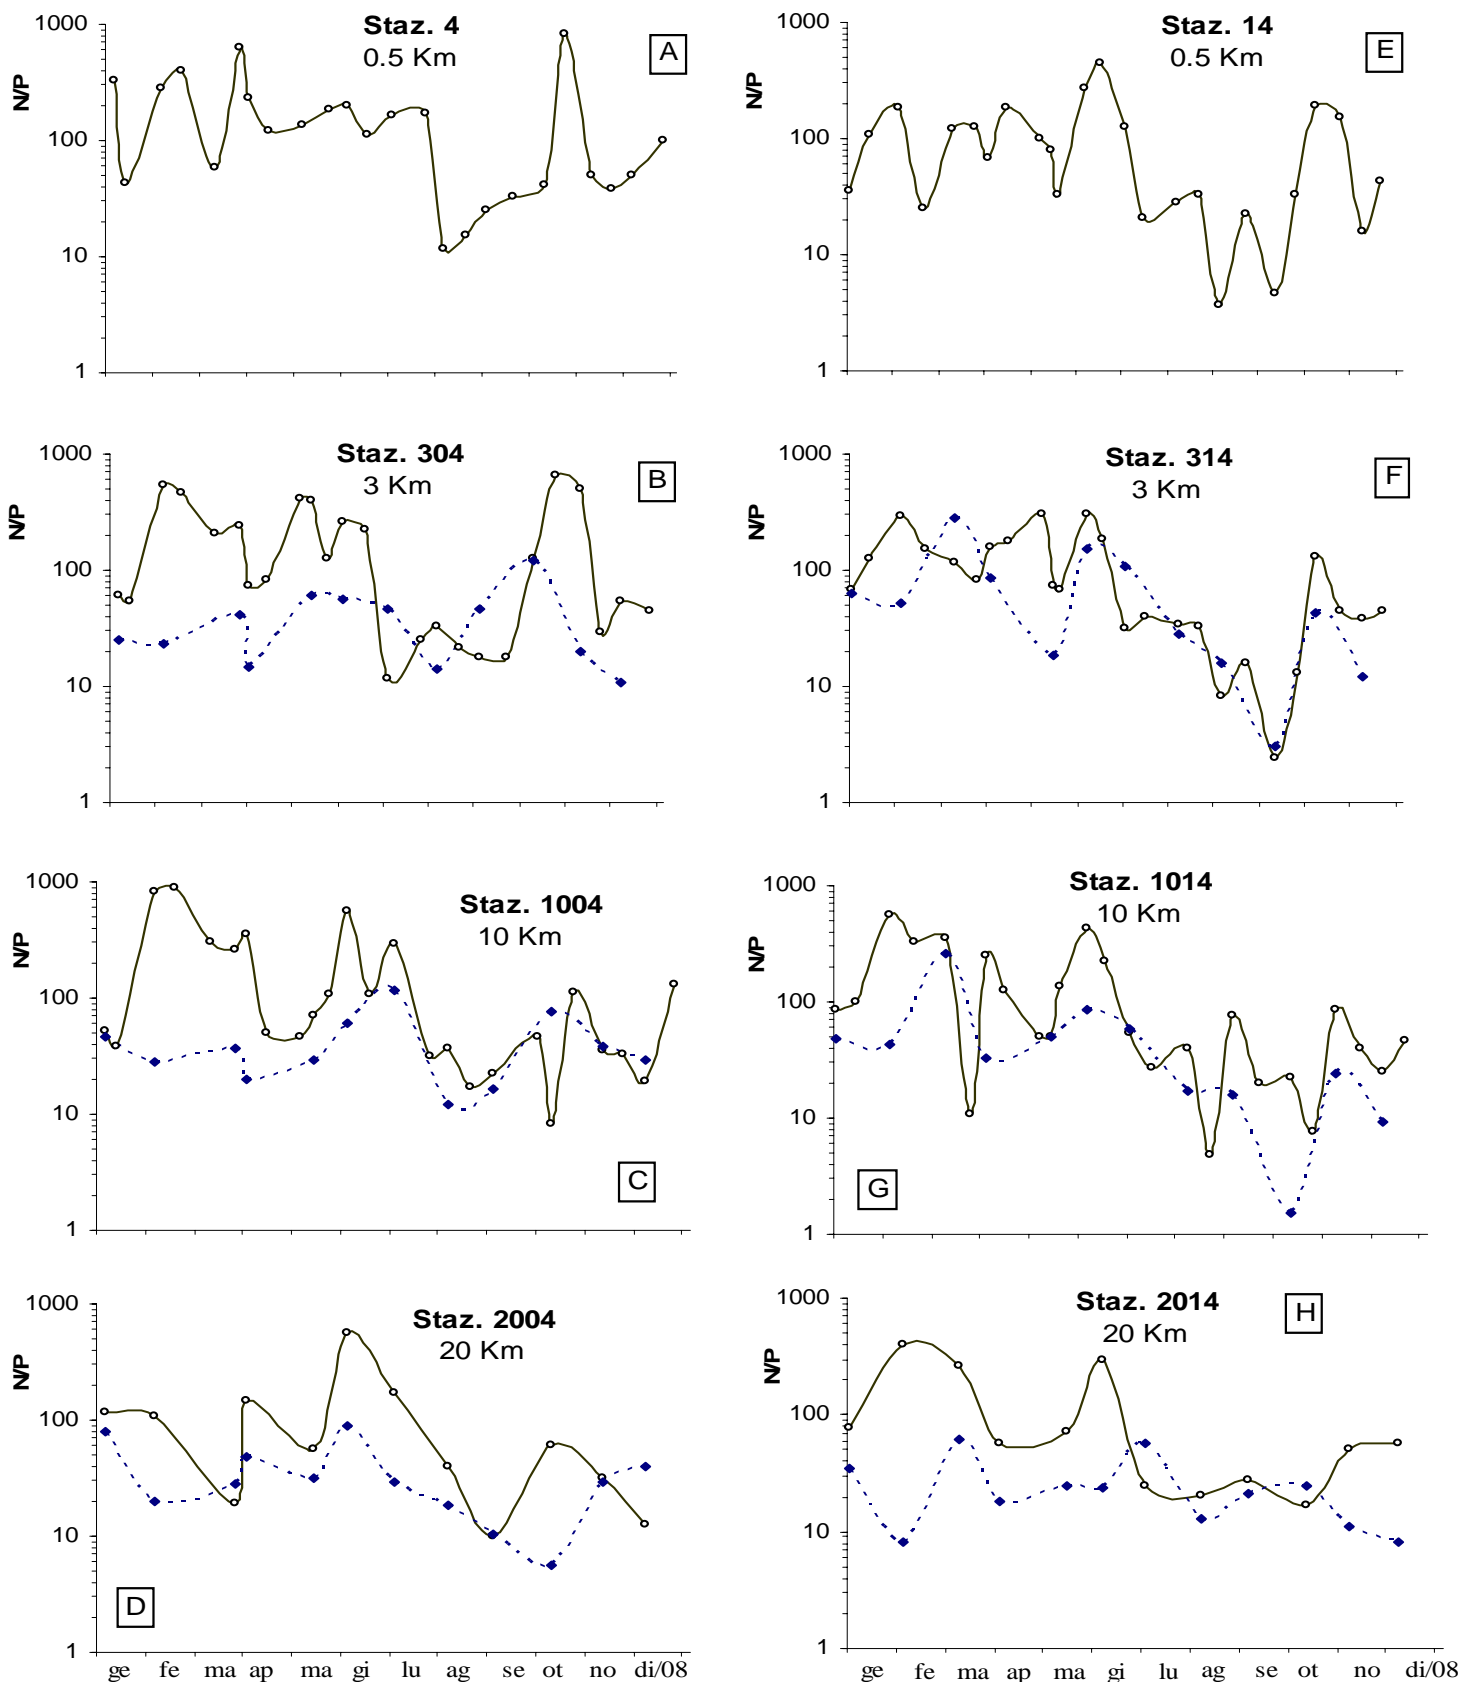 Staz. 4
0.5 Km
A
N/P
1000
100
10
1
Staz. 14
0.5 Km
E
N/P
1000
100
10
1
Staz. 304
3 Km
B
N/P
1000
100
10
1
Staz. 314
3 Km
F
N/P
1000
100
10
1
Staz. 1004
10 Km
C
N/P
1000
100
10
1
Staz. 1014
10 Km
G
N/P
1000
100
10
1
Staz. 2004
20 Km
D
N/P
1000
100
10
1
ge fe ma ap ma gi lu ag se ot no di/08
Staz. 2014
20 Km
H
N/P
1000
100
10
1
ge fe ma ap ma gi lu ag se ot no di/08